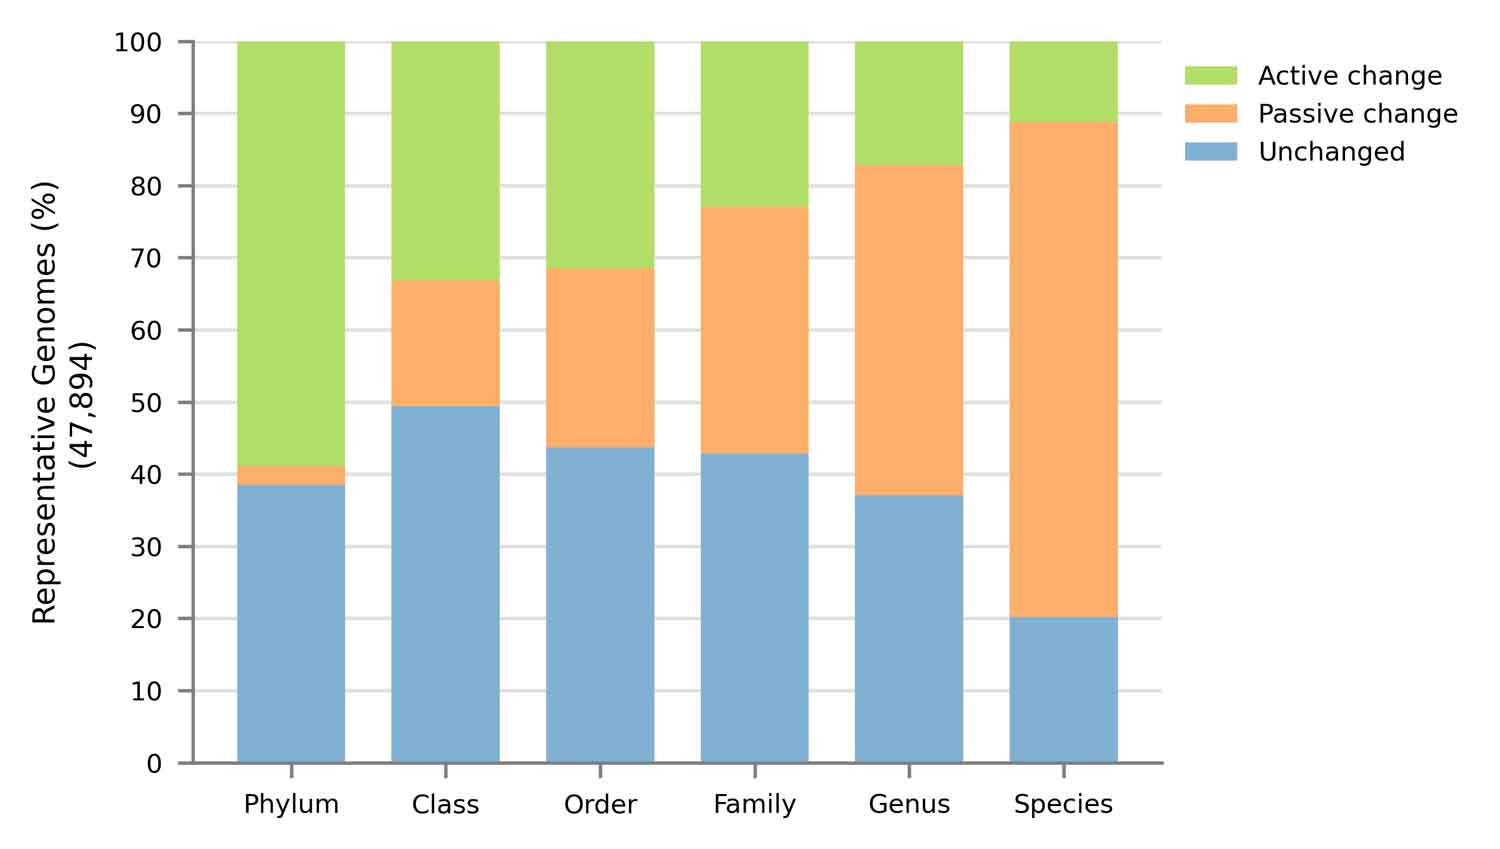 Representative Genomes (%)
(47,894)
100
90
80
70
60
50
40
30
20
10
0
Phylum
Class
Order
Family
Genus
Species
Active change
Passive change
Unchanged